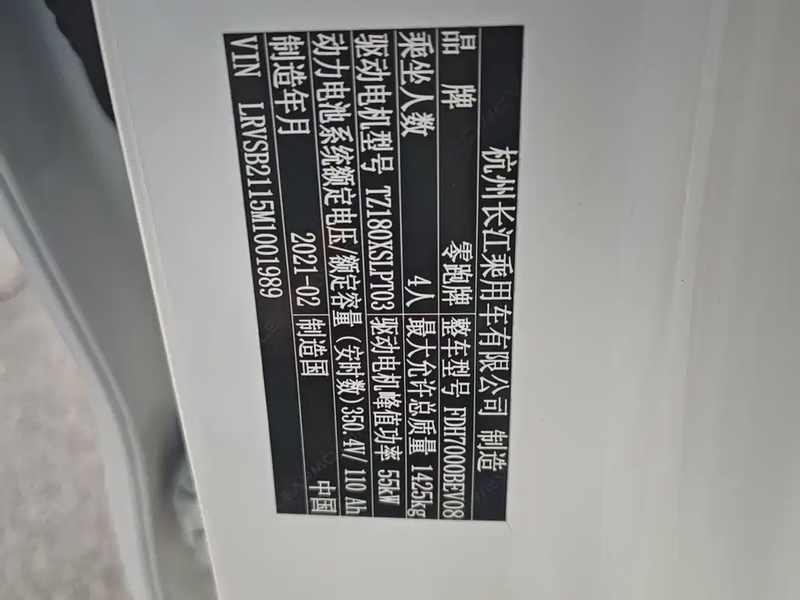 杭州长江乘用车有限公司 制造
品 牌 零跑牌 整车型号 FDH7000BEV08
乘坐人数 4人 最大允许总质量 1425kg
驱动电机型号 TZ180XSLPT03 驱动电机峰值功率 55kW
动力电池系统额定电压/额定容量(安时数)350.4V/110 Ah
制造年月 2021-02 制造国 中国
VIN LRVSB2115M1001989